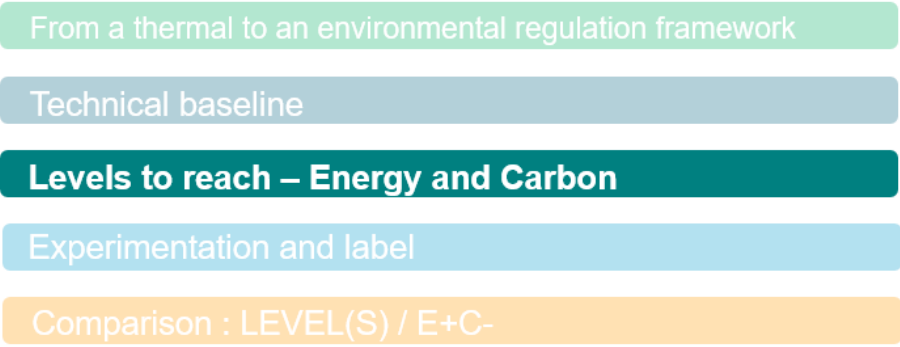 From a thermal to an environmental regulation framework
Technical baseline
Levels to reach – Energy and Carbon
Experimentation and label
Comparison : LEVEL(S) / E+C-